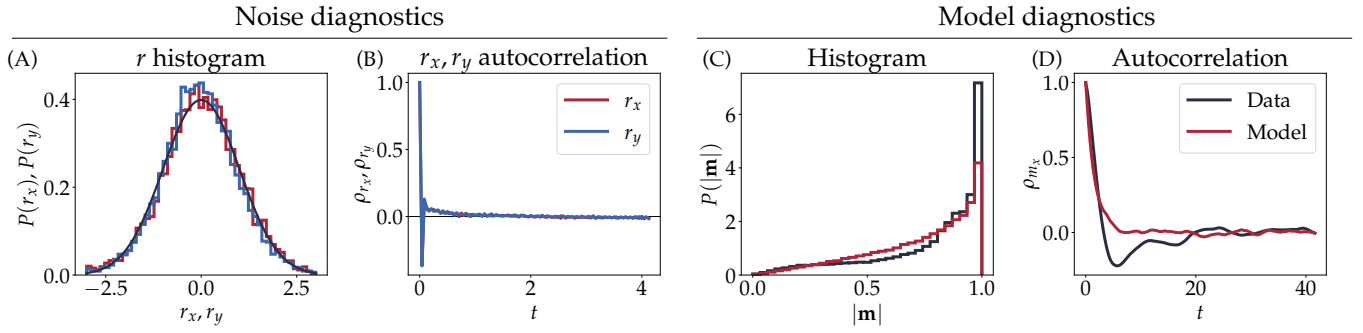 Noise diagnostics
Model diagnostics
(A)
r histogram
P(r_x), P(r_y)
0.4
0.2
0.0
−2.5
0.0
2.5
r_x, r_y
(B)
r_x, r_y autocorrelation
ρ_{r_x}, ρ_{r_y}
1.0
0.5
0.0
0
2
4
t
r_x
r_y
(C)
Histogram
P(|m|)
6
4
2
0
0.0
0.5
1.0
|m|
(D)
Autocorrelation
ρ_{m_x}
1.0
0.5
0.0
0
20
40
t
Data
Model